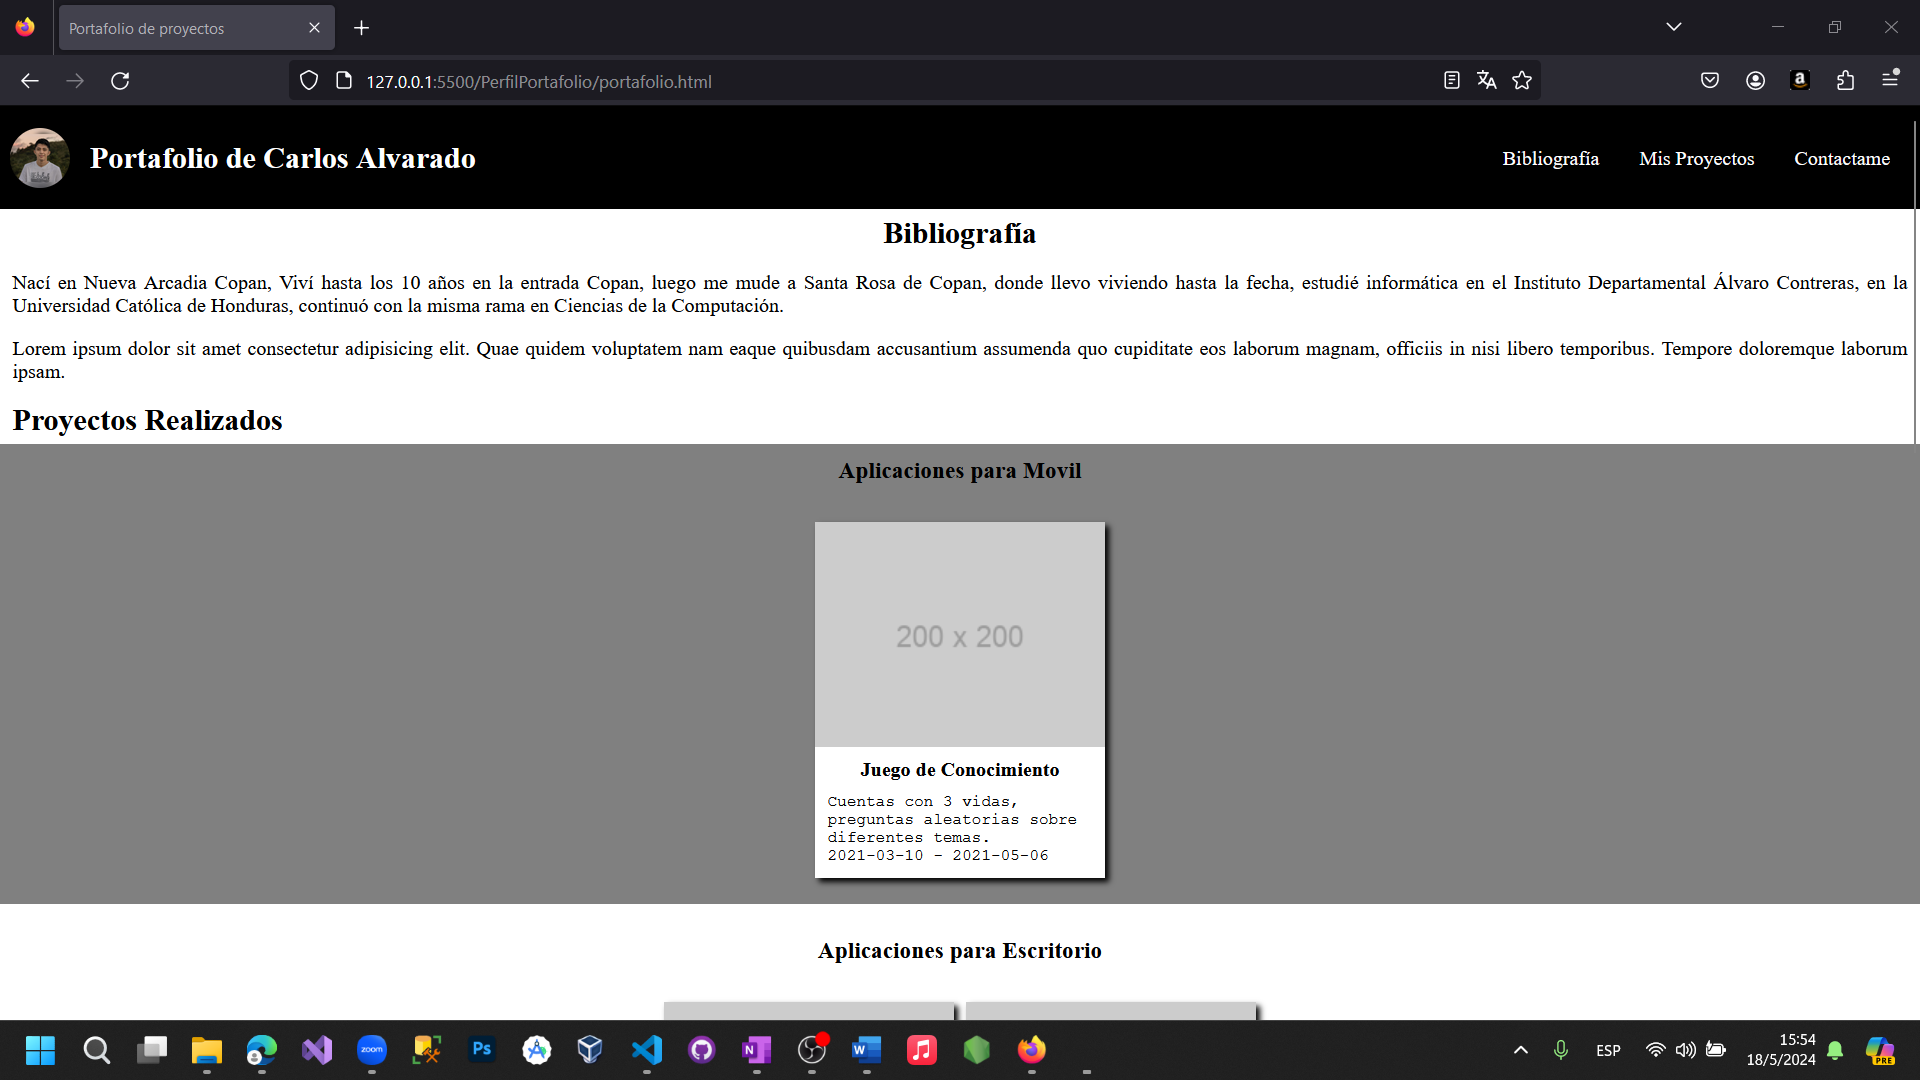 Portafolio de proyectos
127.0.0.1:5500/PerfilPortafolio/portafolio.html
Portafolio de Carlos Alvarado
Bibliografía Mis Proyectos Contactame
Bibliografía
Nací en Nueva Arcadia Copan, Viví hasta los 10 años en la entrada Copan, luego me mude a Santa Rosa de Copan, donde llevo viviendo hasta la fecha, estudié informática en el Instituto Departamental Álvaro Contreras, en la
Universidad Católica de Honduras, continuó con la misma rama en Ciencias de la Computación.
Lorem ipsum dolor sit amet consectetur adipisicing elit. Quae quidem voluptatem nam eaque quibusdam accusantium assumenda quo cupiditate eos laborum magnam, officiis in nisi libero temporibus. Tempore doloremque laborum
ipsam.
Proyectos Realizados
Aplicaciones para Movil
200 x 200
Juego de Conocimiento
Cuentas con 3 vidas,
preguntas aleatorias sobre
diferentes temas.
2021-03-10 - 2021-05-06
Aplicaciones para Escritorio
zoom
Ps
N
W
ESP
15:54
18/5/2024
PRE